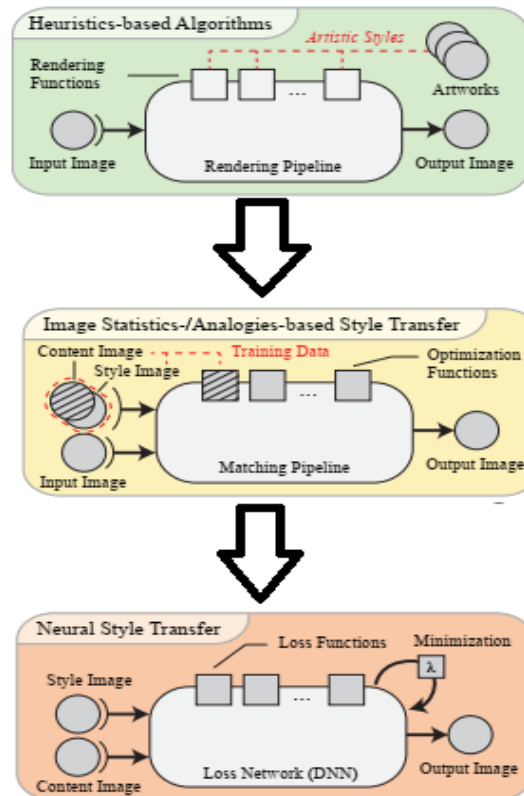 Heuristics-based Algorithms
Artistic Styles
Rendering
Functions
...
Artworks
Input Image
Rendering Pipeline
Output Image
Image Statistics-/Analogies-based Style Transfer
Content Image
Training Data
Style Image
Optimization
Functions
...
Matching Pipeline
Input Image
Output Image
Neural Style Transfer
Loss Functions
Minimization
λ
Style Image
...
Content Image
Loss Network (DNN)
Output Image